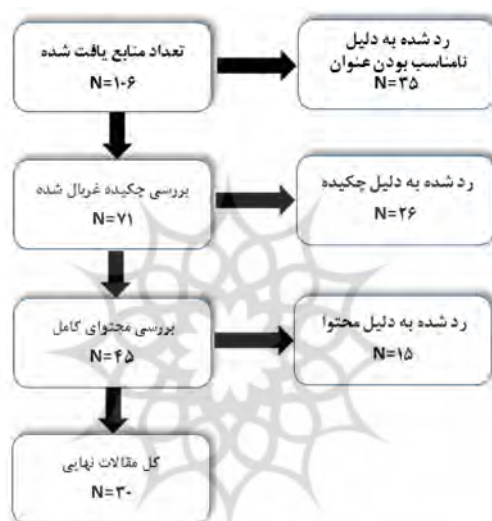 تعداد منابع یافت شده
N=۱۰۶
رد شده به دلیل
نامناسب بودن عنوان
N=۳۵
بررسی چکیده غربال شده
N=۷۱
رد شده به دلیل چکیده
N=۲۶
بررسی محتوای کامل
N=۴۵
رد شده به دلیل محتوا
N=۱۵
کل مقالات نهایی
N=۳۰